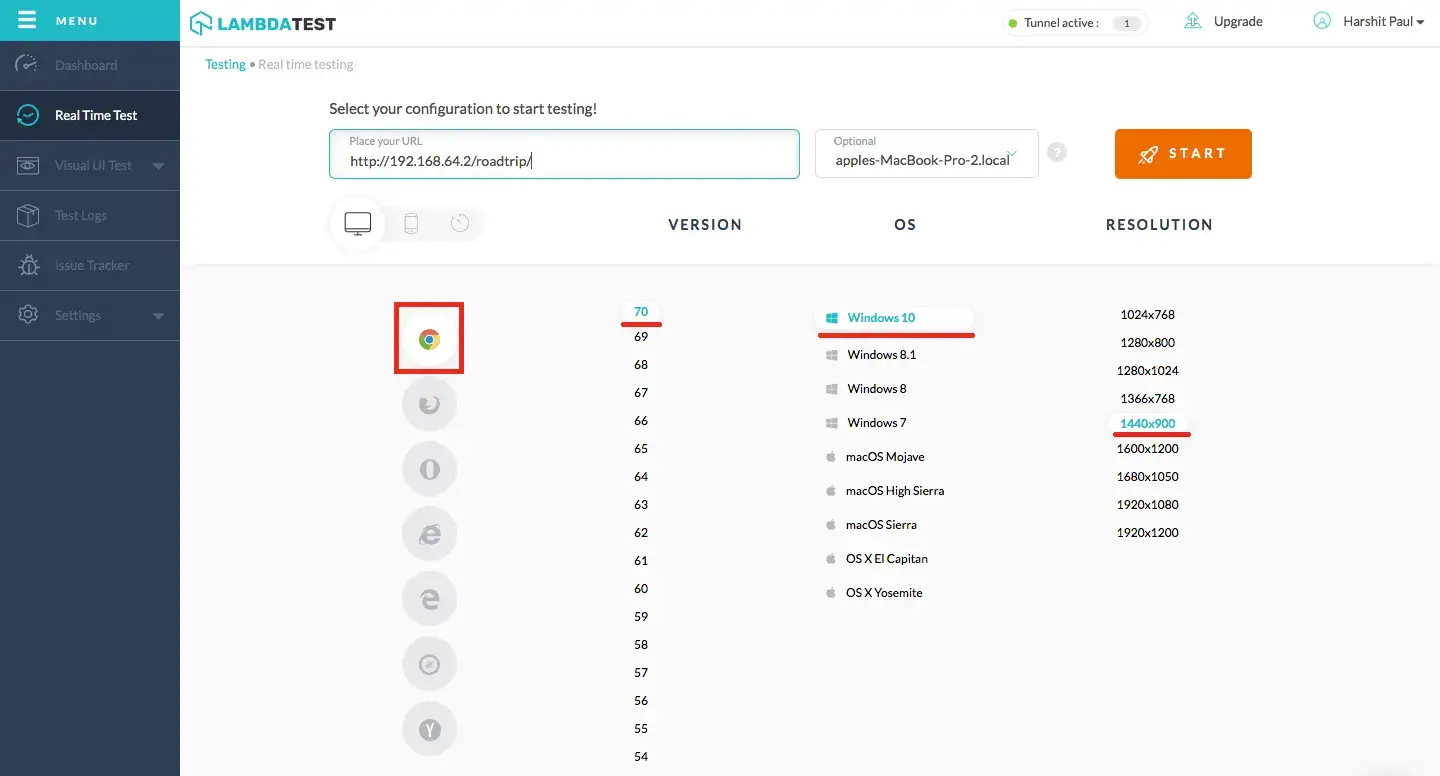 MENU
LAMBDATEST
Tunnel active : 1
Upgrade
Harshit Paul
Dashboard
Real Time Test
Visual UI Test
Test Logs
Issue Tracker
Settings
Testing • Real time testing
Select your configuration to start testing!
Place your URL
http://192.168.64.2/roadtrip/
Optional
apples-MacBook-Pro-2.local
?
START
VERSION
OS
RESOLUTION
70
69
68
67
66
65
64
63
62
61
60
59
58
57
56
55
54
Windows 10
Windows 8.1
Windows 8
Windows 7
macOS Mojave
macOS High Sierra
macOS Sierra
OS X El Capitan
OS X Yosemite
1024x768
1280x800
1280x1024
1366x768
1440x900
1600x1200
1680x1050
1920x1080
1920x1200